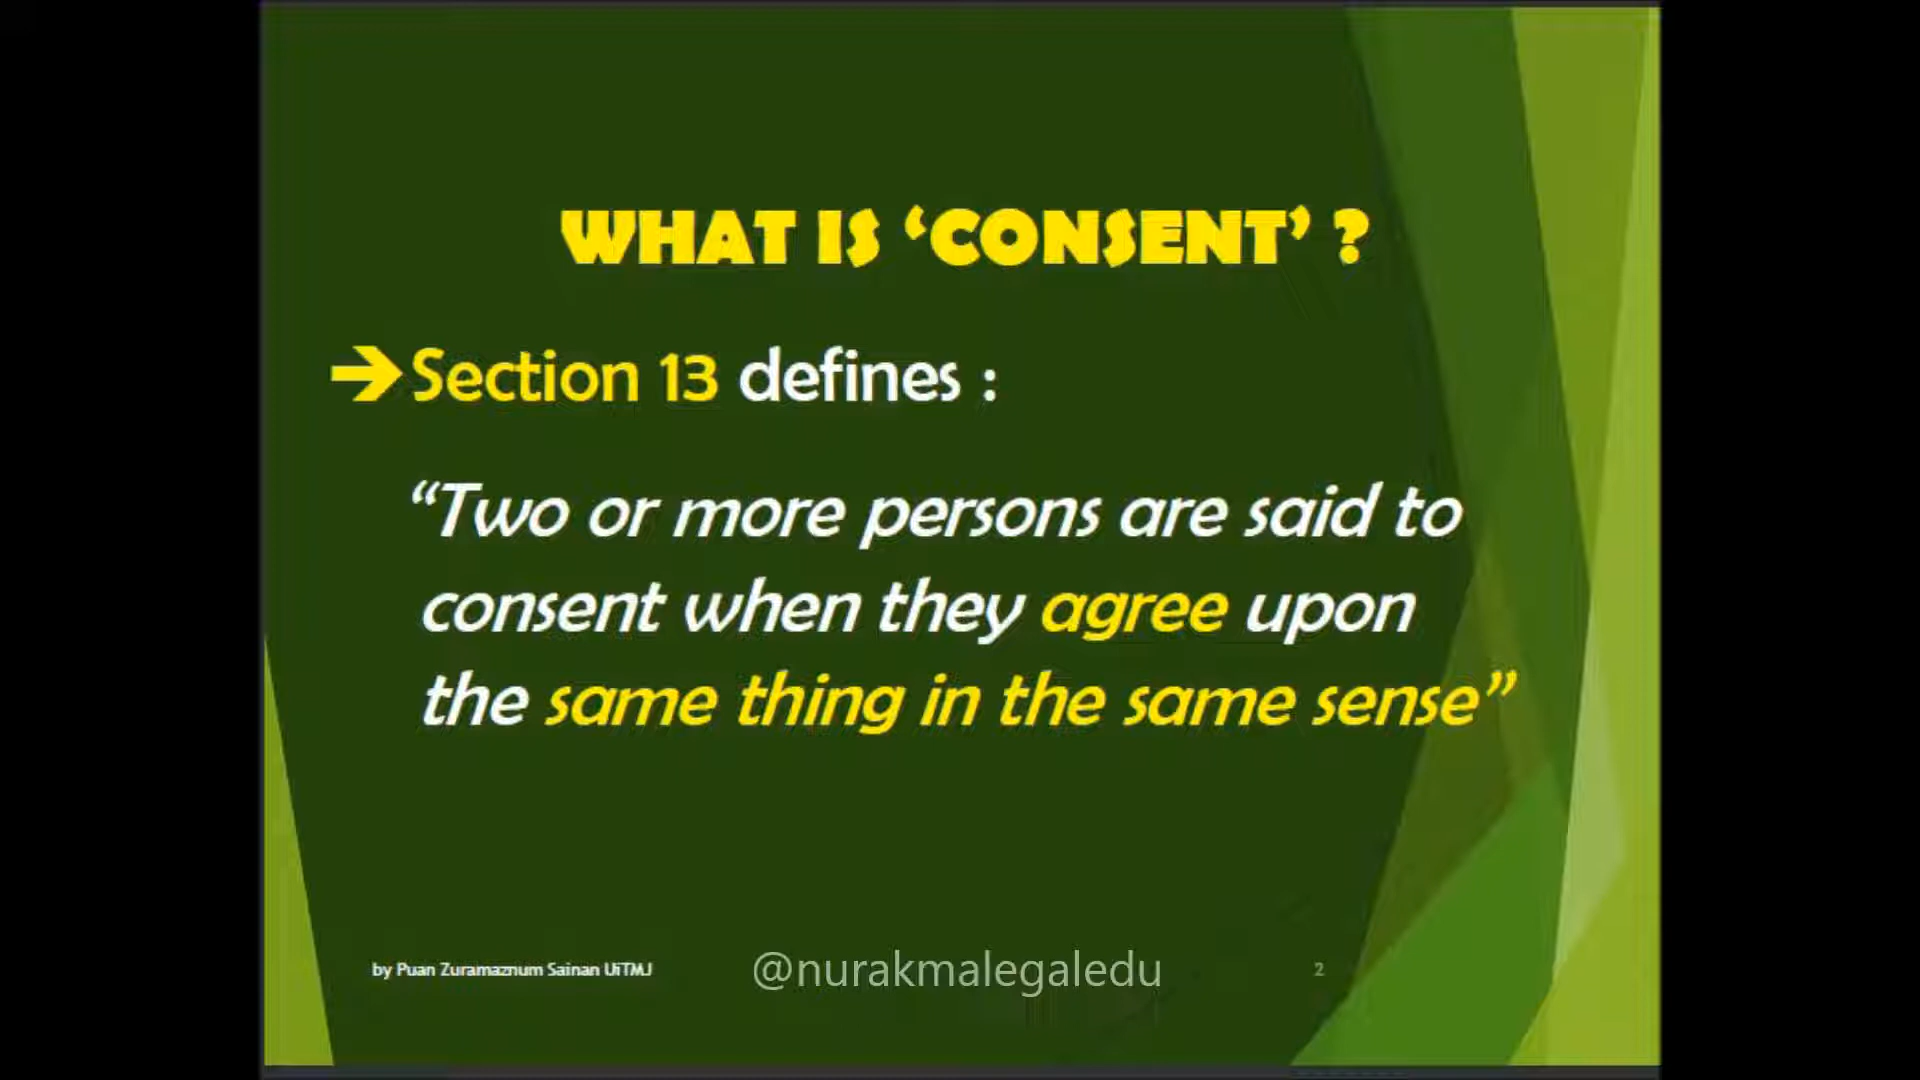 WHAT IS ‘CONSENT’ ?
➔Section 13 defines :
“Two or more persons are said to
consent when they agree upon
the same thing in the same sense”
by Puan Zuramaznum Sainan UiTMJ
@nurakmalegaledu
2